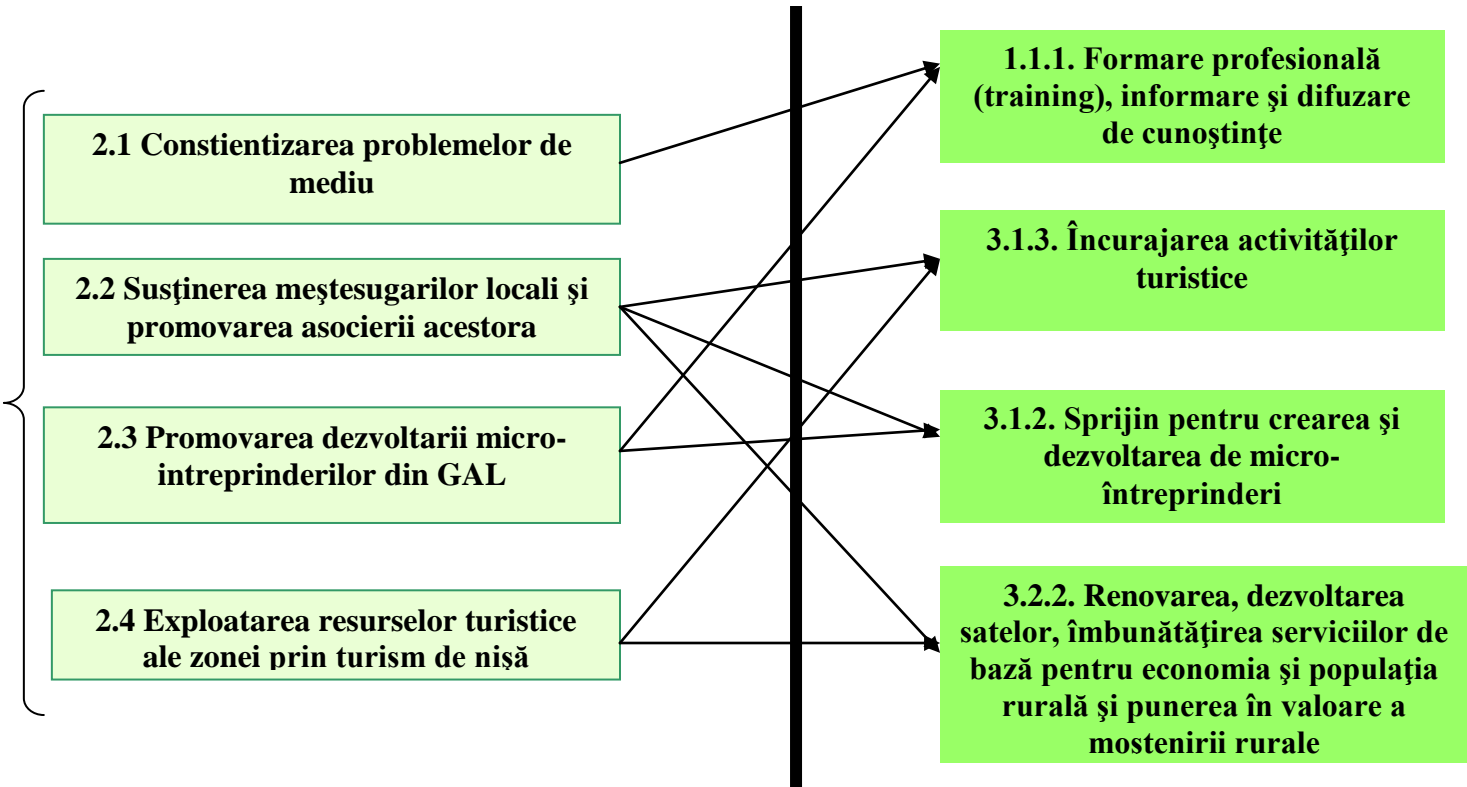 2.1 Constientizarea problemelor de
mediu
2.2 Susţinerea meştesugarilor locali şi
promovarea asocierii acestora
2.3 Promovarea dezvoltarii micro-
intreprinderilor din GAL
2.4 Exploatarea resurselor turistice
ale zonei prin turism de nişă
1.1.1. Formare profesională
(training), informare şi difuzare
de cunoştinţe
3.1.3. Încurajarea activităţilor
turistice
3.1.2. Sprijin pentru crearea şi
dezvoltarea de micro-
întreprinderi
3.2.2. Renovarea, dezvoltarea
satelor, îmbunătăţirea serviciilor de
bază pentru economia şi populaţia
rurală şi punerea în valoare a
mostenirii rurale